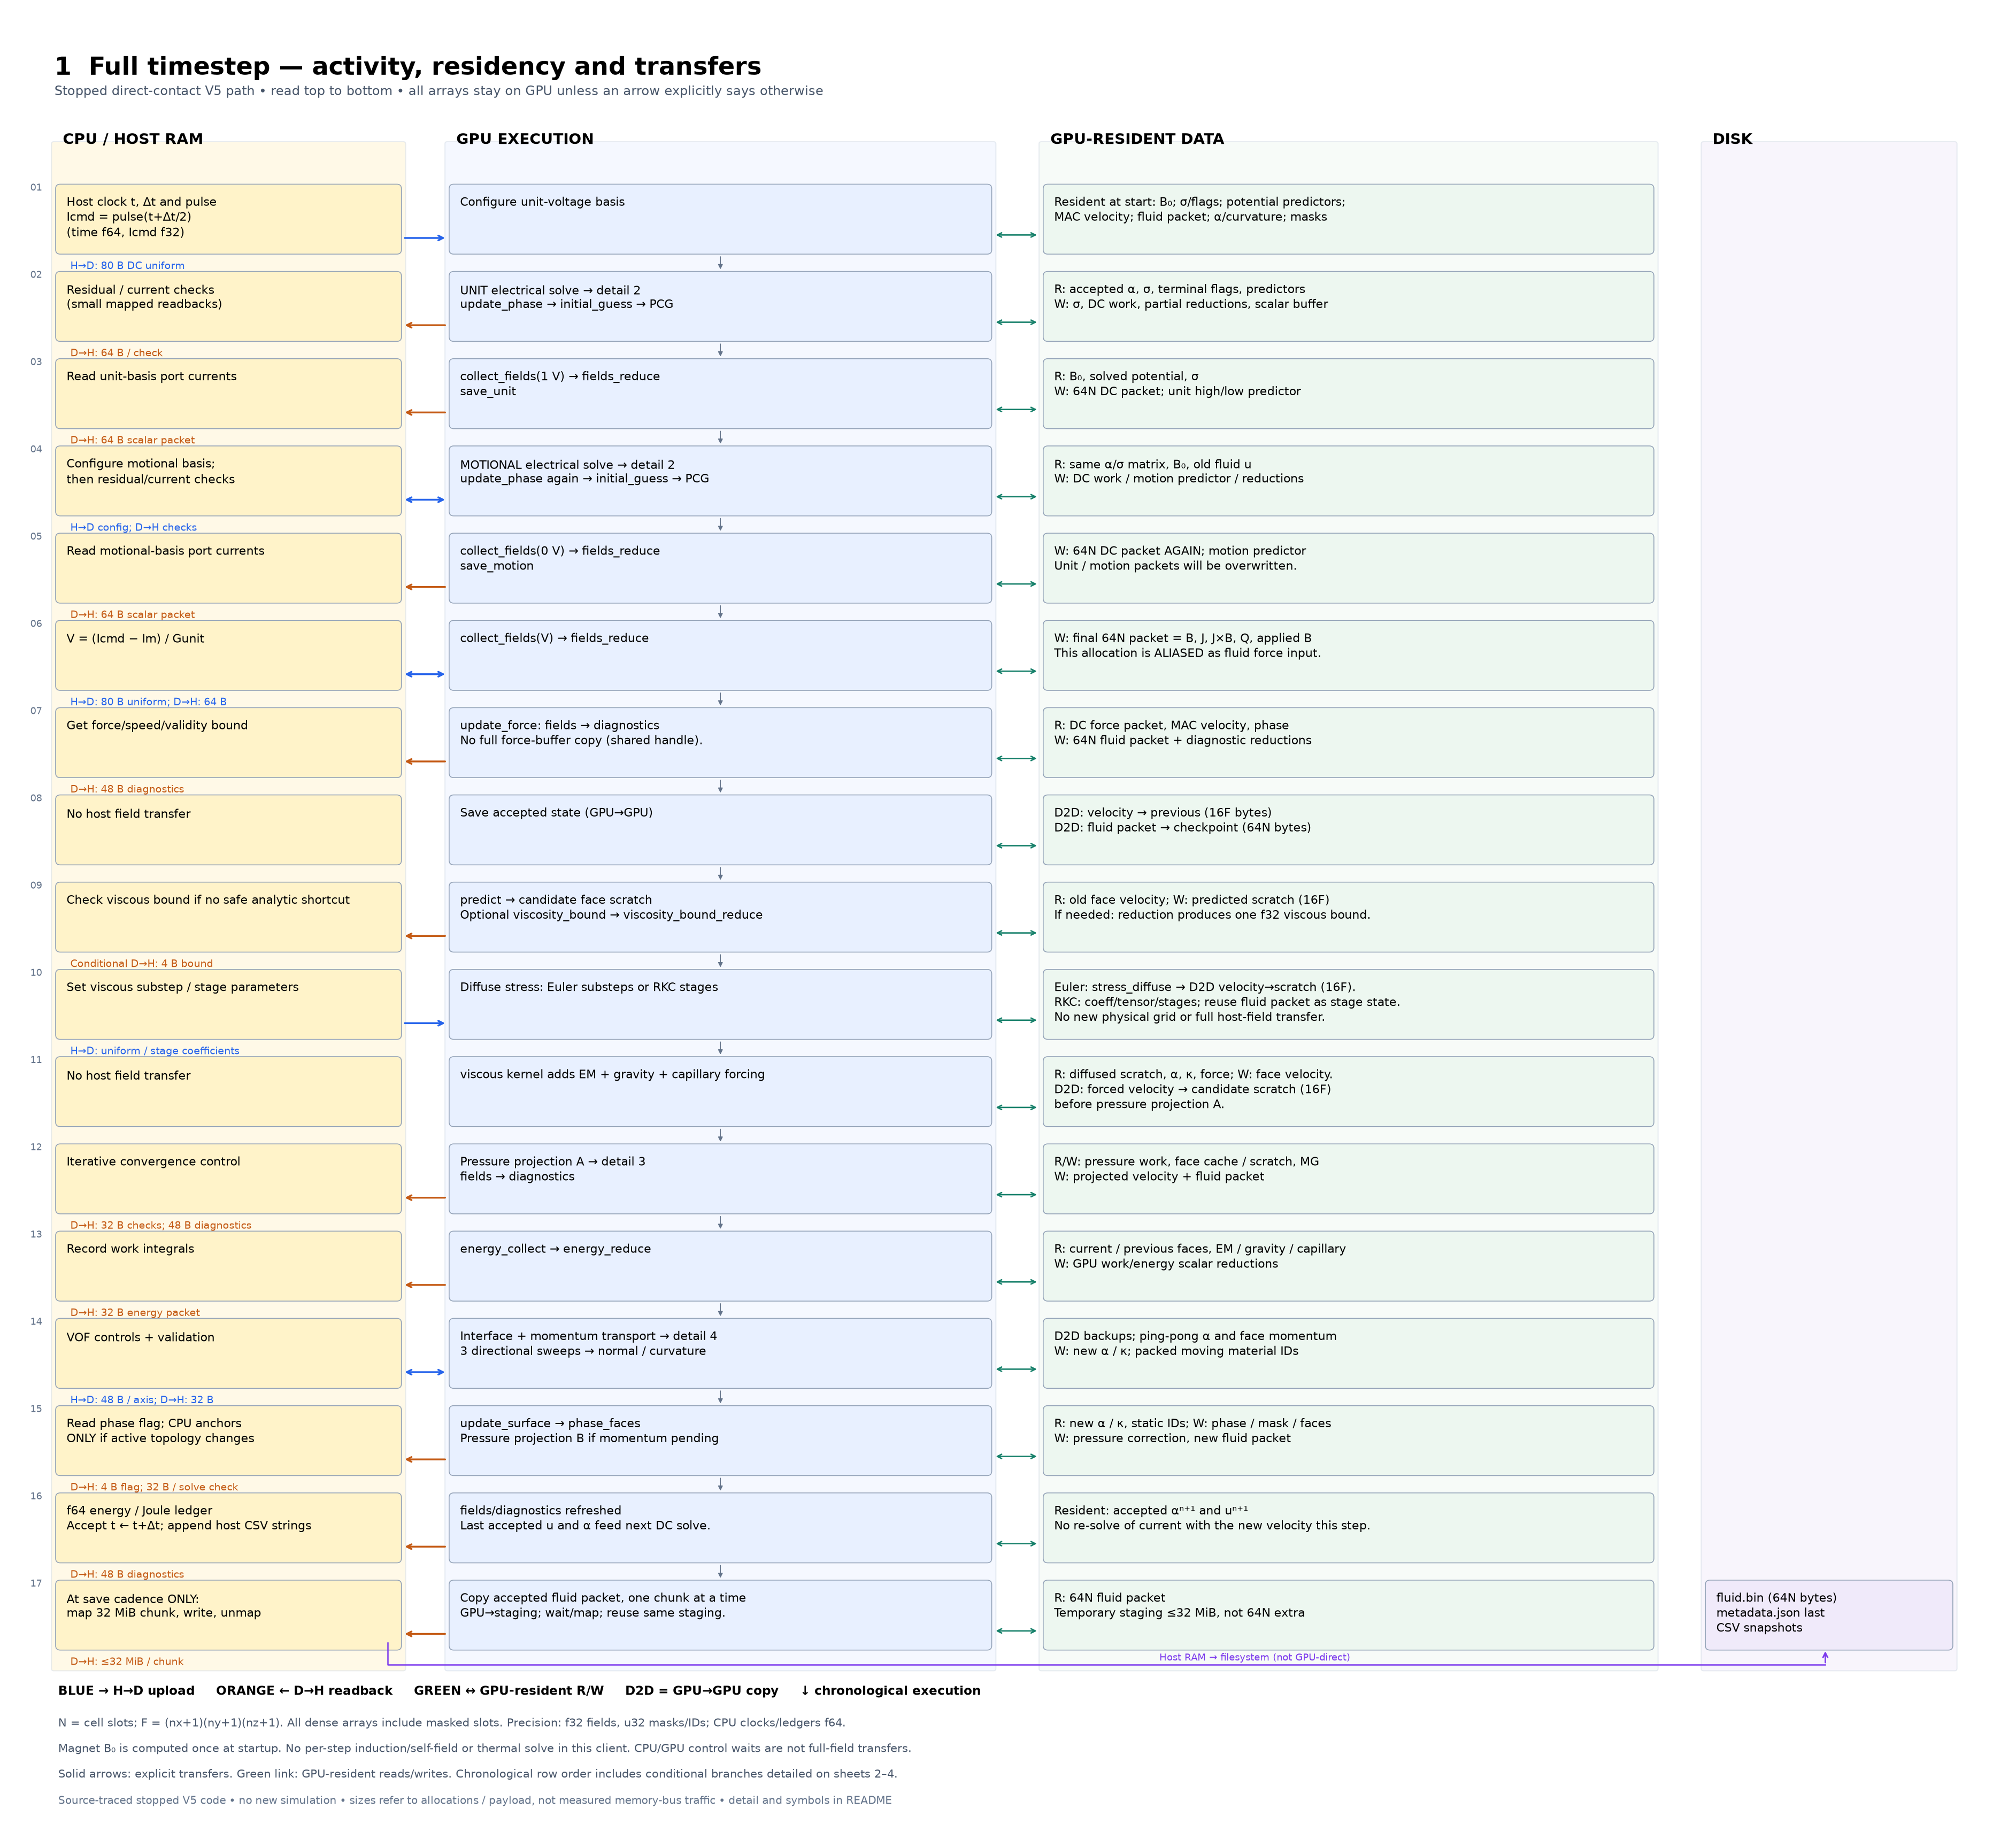 1 Full timestep — activity, residency and transfers
Stopped direct-contact V5 path • read top to bottom • all arrays stay on GPU unless an arrow explicitly says otherwise
CPU / HOST RAM
GPU EXECUTION
GPU-RESIDENT DATA
DISK
01
Host clock t, Δt and pulse
Icmd = pulse(t+Δt/2)
(time f64, Icmd f32)
H→D: 80 B DC uniform
Configure unit-voltage basis
Resident at start: B₀; σ/flags; potential predictors;
MAC velocity; fluid packet; α/curvature; masks
02
Residual / current checks
(small mapped readbacks)
D→H: 64 B / check
UNIT electrical solve → detail 2
update_phase → initial_guess → PCG
R: accepted α, σ, terminal flags, predictors
W: σ, DC work, partial reductions, scalar buffer
03
Read unit-basis port currents
D→H: 64 B scalar packet
collect_fields(1 V) → fields_reduce
save_unit
R: B₀, solved potential, σ
W: 64N DC packet; unit high/low predictor
04
Configure motional basis;
then residual/current checks
H→D config; D→H checks
MOTIONAL electrical solve → detail 2
update_phase again → initial_guess → PCG
R: same α/σ matrix, B₀, old fluid u
W: DC work / motion predictor / reductions
05
Read motional-basis port currents
D→H: 64 B scalar packet
collect_fields(0 V) → fields_reduce
save_motion
W: 64N DC packet AGAIN; motion predictor
Unit / motion packets will be overwritten.
06
V = (Icmd − Im) / Gunit
H→D: 80 B uniform; D→H: 64 B
collect_fields(V) → fields_reduce
W: final 64N packet = B, J, J×B, Q, applied B
This allocation is ALIASED as fluid force input.
07
Get force/speed/validity bound
D→H: 48 B diagnostics
update_force: fields → diagnostics
No full force-buffer copy (shared handle).
R: DC force packet, MAC velocity, phase
W: 64N fluid packet + diagnostic reductions
08
No host field transfer
Save accepted state (GPU→GPU)
D2D: velocity → previous (16F bytes)
D2D: fluid packet → checkpoint (64N bytes)
09
Check viscous bound if no safe analytic shortcut
Conditional D→H: 4 B bound
predict → candidate face scratch
Optional viscosity_bound → viscosity_bound_reduce
R: old face velocity; W: predicted scratch (16F)
If needed: reduction produces one f32 viscous bound.
10
Set viscous substep / stage parameters
H→D: uniform / stage coefficients
Diffuse stress: Euler substeps or RKC stages
Euler: stress_diffuse → D2D velocity→scratch (16F).
RKC: coeff/tensor/stages; reuse fluid packet as stage state.
No new physical grid or full host-field transfer.
11
No host field transfer
viscous kernel adds EM + gravity + capillary forcing
R: diffused scratch, α, κ, force; W: face velocity.
D2D: forced velocity → candidate scratch (16F)
before pressure projection A.
12
Iterative convergence control
D→H: 32 B checks; 48 B diagnostics
Pressure projection A → detail 3
fields → diagnostics
R/W: pressure work, face cache / scratch, MG
W: projected velocity + fluid packet
13
Record work integrals
D→H: 32 B energy packet
energy_collect → energy_reduce
R: current / previous faces, EM / gravity / capillary
W: GPU work/energy scalar reductions
14
VOF controls + validation
H→D: 48 B / axis; D→H: 32 B
Interface + momentum transport → detail 4
3 directional sweeps → normal / curvature
D2D backups; ping-pong α and face momentum
W: new α / κ; packed moving material IDs
15
Read phase flag; CPU anchors
ONLY if active topology changes
D→H: 4 B flag; 32 B / solve check
update_surface → phase_faces
Pressure projection B if momentum pending
R: new α / κ, static IDs; W: phase / mask / faces
W: pressure correction, new fluid packet
16
f64 energy / Joule ledger
Accept t ← t+Δt; append host CSV strings
D→H: 48 B diagnostics
fields/diagnostics refreshed
Last accepted u and α feed next DC solve.
Resident: accepted αⁿ⁺¹ and uⁿ⁺¹
No re-solve of current with the new velocity this step.
17
At save cadence ONLY:
map 32 MiB chunk, write, unmap
D→H: ≤32 MiB / chunk
Copy accepted fluid packet, one chunk at a time
GPU→staging; wait/map; reuse same staging.
R: 64N fluid packet
Temporary staging ≤32 MiB, not 64N extra
fluid.bin (64N bytes)
metadata.json last
CSV snapshots
Host RAM → filesystem (not GPU-direct)
BLUE → H→D upload ORANGE ← D→H readback GREEN ↔ GPU-resident R/W D2D = GPU→GPU copy ↓ chronological execution
N = cell slots; F = (nx+1)(ny+1)(nz+1). All dense arrays include masked slots. Precision: f32 fields, u32 masks/IDs; CPU clocks/ledgers f64.
Magnet B₀ is computed once at startup. No per-step induction/self-field or thermal solve in this client. CPU/GPU control waits are not full-field transfers.
Solid arrows: explicit transfers. Green link: GPU-resident reads/writes. Chronological row order includes conditional branches detailed on sheets 2–4.
Source-traced stopped V5 code • no new simulation • sizes refer to allocations / payload, not measured memory-bus traffic • detail and symbols in README